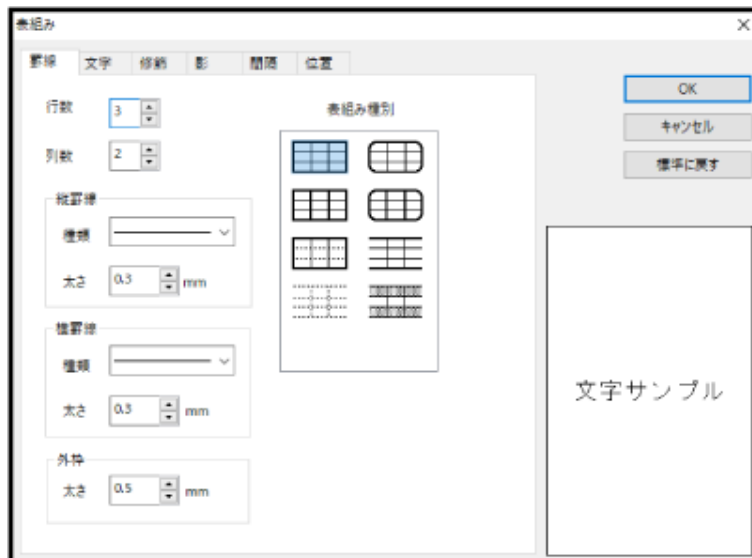 表組み
罫線 文字 修飾 影 間隔 位置
行数 3
表組み種別
列数 2
OK
キャンセル
標準に戻す
縦罫線
種類
太さ 0.3 mm
横罫線
種類
太さ 0.3 mm
外枠
太さ 0.5 mm
文字サンプル